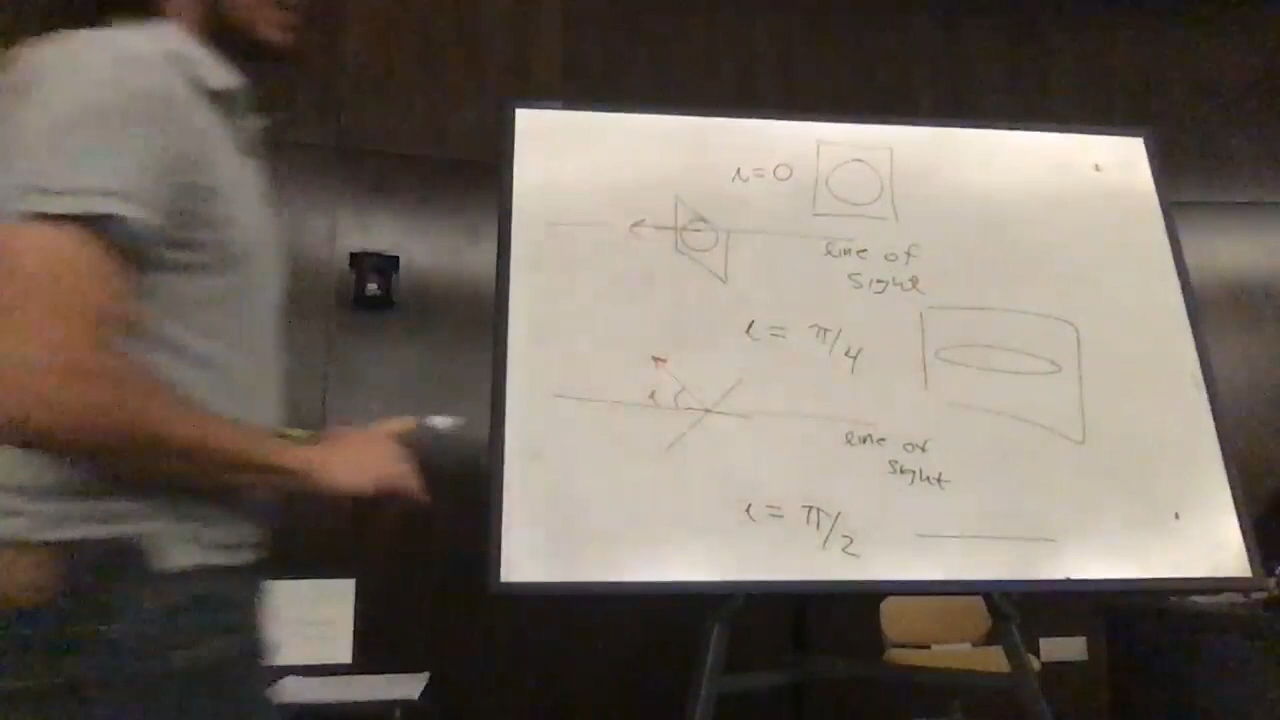 i=0
line of
sight
i = π/4
i
line of
sight
i = π/2